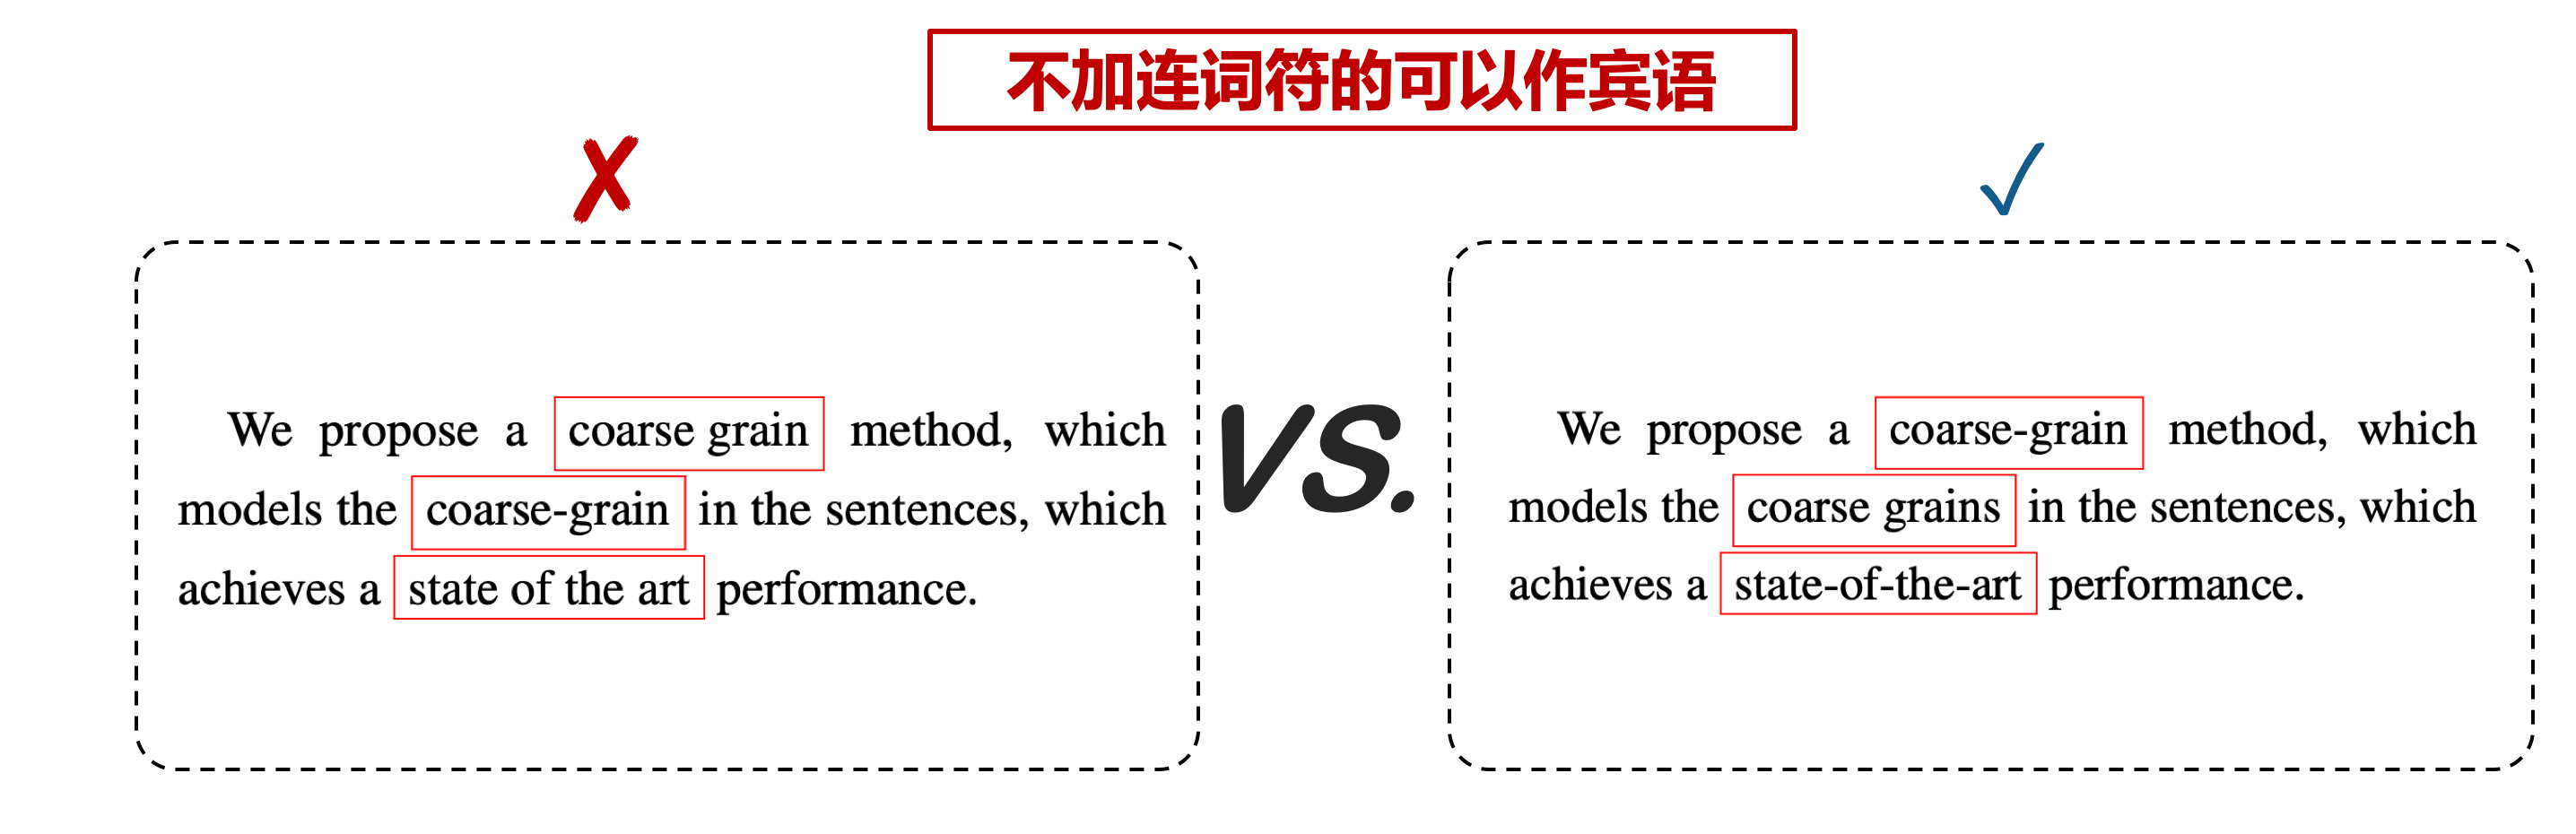 不加连词符的可以作宾语
We propose a coarse grain method, which
models the coarse-grain in the sentences, which
achieves a state of the art performance.
VS.
We propose a coarse-grain method, which
models the coarse grains in the sentences, which
achieves a state-of-the-art performance.